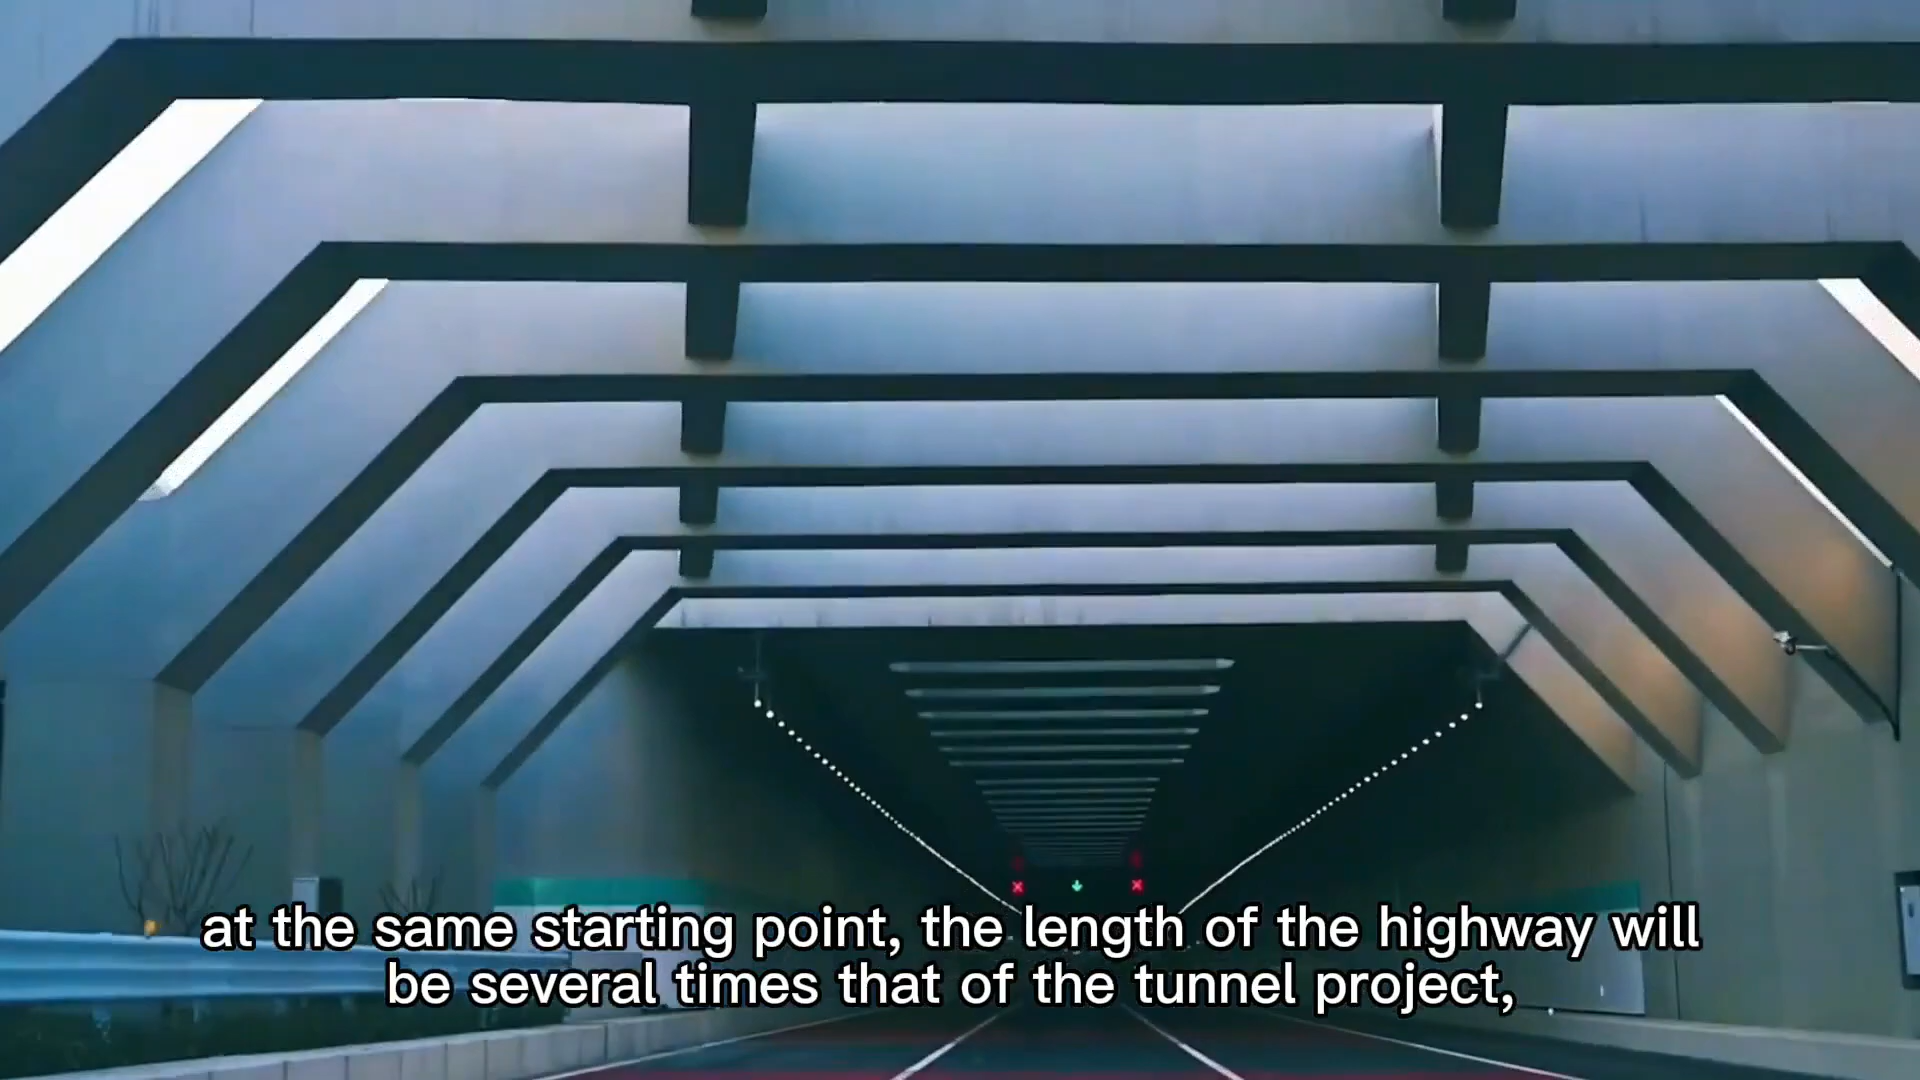 at the same starting point, the length of the highway will
be several times that of the tunnel project,